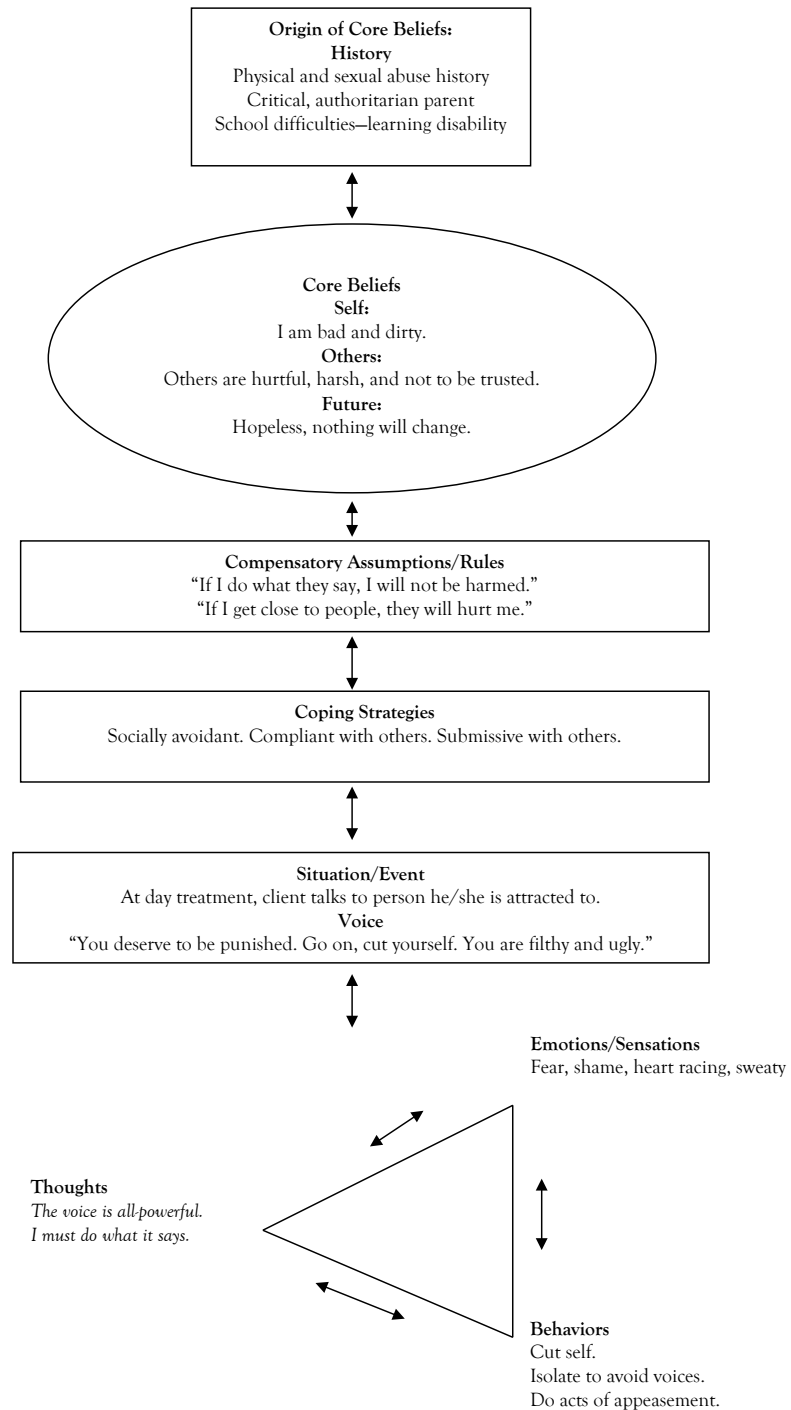 Origin of Core Beliefs:
History
Physical and sexual abuse history
Critical, authoritarian parent
School difficulties—learning disability
Core Beliefs
Self:
I am bad and dirty.
Others:
Others are hurtful, harsh, and not to be trusted.
Future:
Hopeless, nothing will change.
Compensatory Assumptions/Rules
“If I do what they say, I will not be harmed.”
“If I get close to people, they will hurt me.”
Coping Strategies
Socially avoidant. Compliant with others. Submissive with others.
Situation/Event
At day treatment, client talks to person he/she is attracted to.
Voice
“You deserve to be punished. Go on, cut yourself. You are filthy and ugly.”
Emotions/Sensations
Fear, shame, heart racing, sweaty
Thoughts
The voice is all-powerful.
I must do what it says.
Behaviors
Cut self.
Isolate to avoid voices.
Do acts of appeasement.